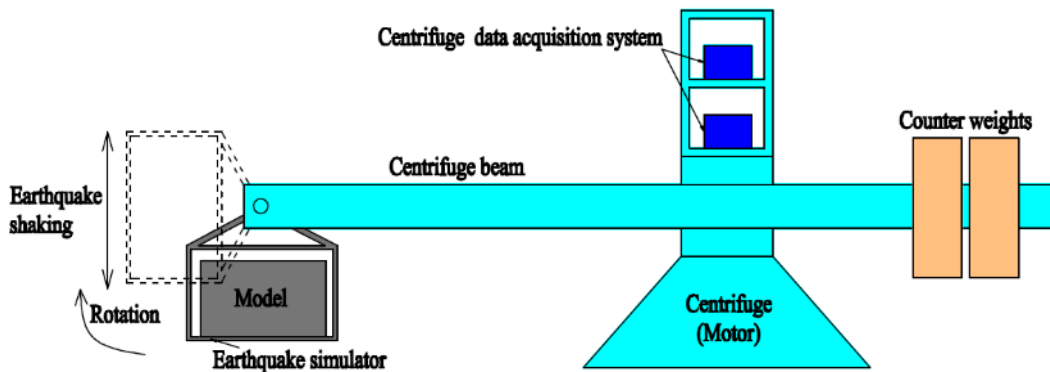 Centrifuge data acquisition system
Counter weights
Centrifuge beam
Earthquake
shaking
Model
Rotation
Centrifuge
(Motor)
Earthquake simulator